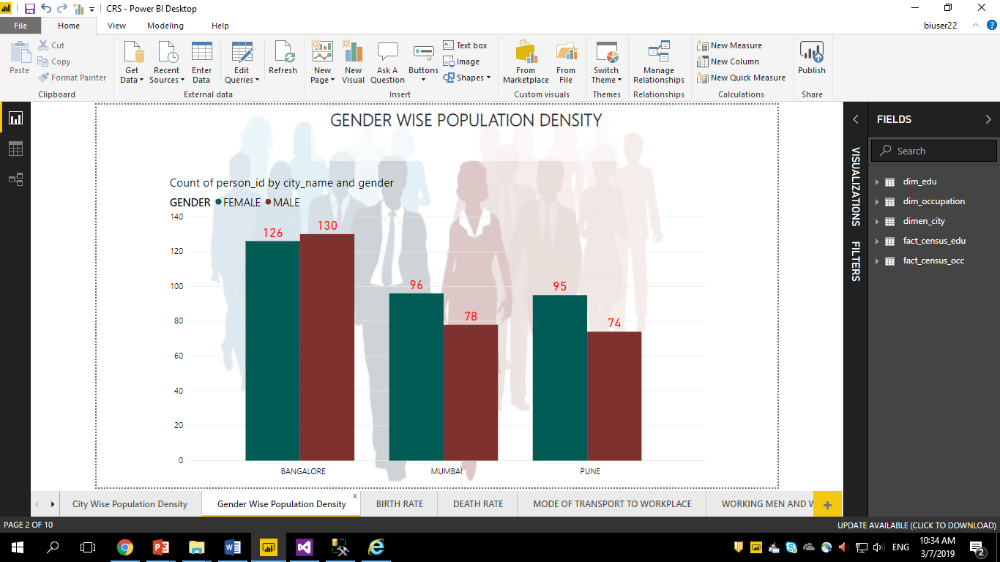 CRS - Power BI Desktop
File Home View Modeling Help biuser22 ?
Paste Cut Copy Format Painter
Get Data Recent Sources Enter Data Edit Queries Refresh
New Page New Visual Ask A Question Buttons Text box Image Shapes
From Marketplace From File Switch Theme Manage Relationships
New Measure New Column New Quick Measure Publish
Clipboard External data Insert Custom visuals Themes Relationships Calculations Share
GENDER WISE POPULATION DENSITY
Count of person_id by city_name and gender
GENDER FEMALE MALE
140
120
100
80
60
40
20
0
126 130
96 78
95 74
BANGALORE MUMBAI PUNE
VISUALIZATIONS
FILTERS
FIELDS
Search
dim_edu
dim_occupation
dimen_city
fact_census_edu
fact_census_occ
City Wise Population Density Gender Wise Population Density x BIRTH RATE DEATH RATE MODE OF TRANSPORT TO WORKPLACE WORKING MEN AND W +
PAGE 2 OF 10 UPDATE AVAILABLE (CLICK TO DOWNLOAD)
ENG 10:34 AM
3/7/2019 2